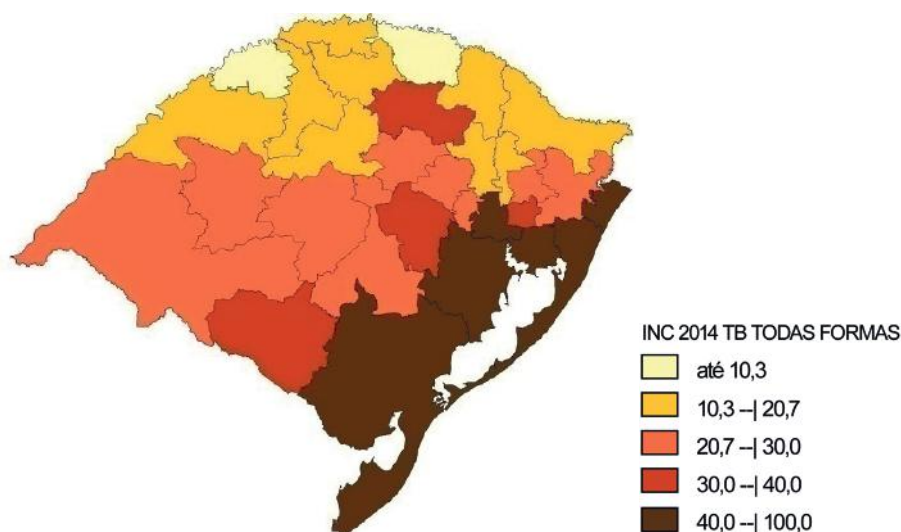 INC 2014 TB TODAS FORMAS
até 10,3
10,3 --| 20,7
20,7 --| 30,0
30,0 --| 40,0
40,0 --| 100,0